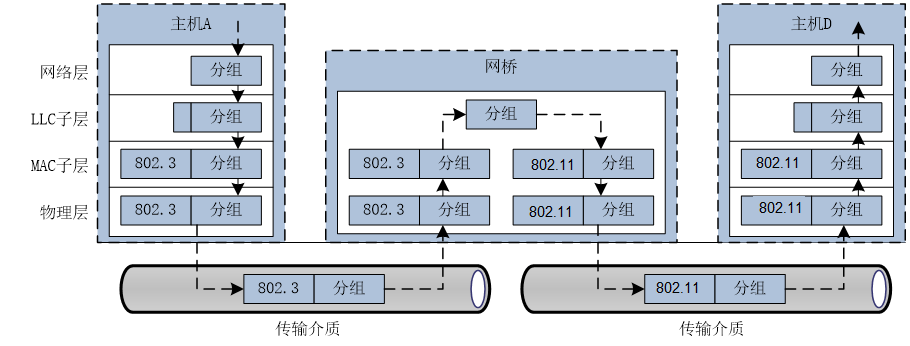 主机A
网桥
主机D
网络层
分组
分组
LLC子层
分组
分组
分组
MAC子层
802.3
分组
802.3
分组
802.11
分组
802.11
分组
物理层
802.3
分组
802.3
分组
802.11
分组
802.11
分组
802.3
分组
802.11
分组
传输介质
传输介质